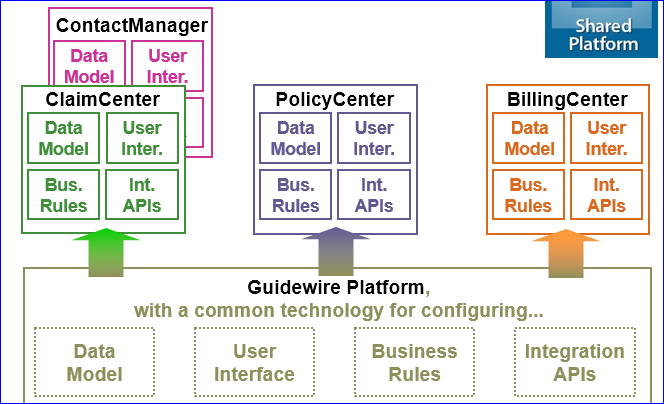 ContactManager
Data
Model
User
Inter.
Shared
Platform
ClaimCenter
Data
Model
User
Inter.
Bus.
Rules
Int.
APIs
PolicyCenter
Data
Model
User
Inter.
Bus.
Rules
Int.
APIs
BillingCenter
Data
Model
User
Inter.
Bus.
Rules
Int.
APIs
Guidewire Platform,
with a common technology for configuring...
Data
Model
User
Interface
Business
Rules
Integration
APIs